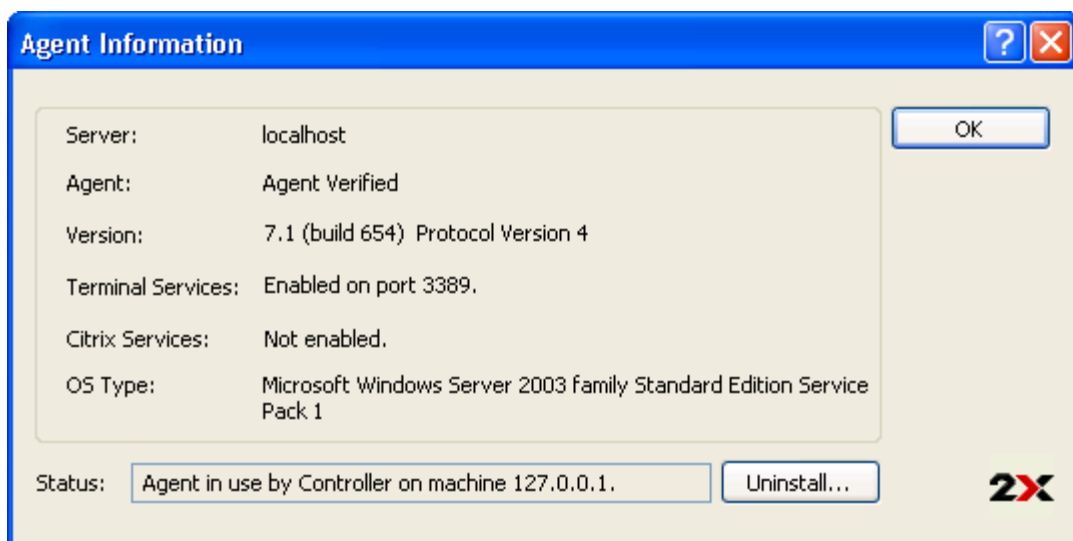 Agent Information
?
OK
Server: localhost
Agent: Agent Verified
Version: 7.1 (build 654) Protocol Version 4
Terminal Services: Enabled on port 3389.
Citrix Services: Not enabled.
OS Type: Microsoft Windows Server 2003 family Standard Edition Service
Pack 1
Status: Agent in use by Controller on machine 127.0.0.1. Uninstall...
2X